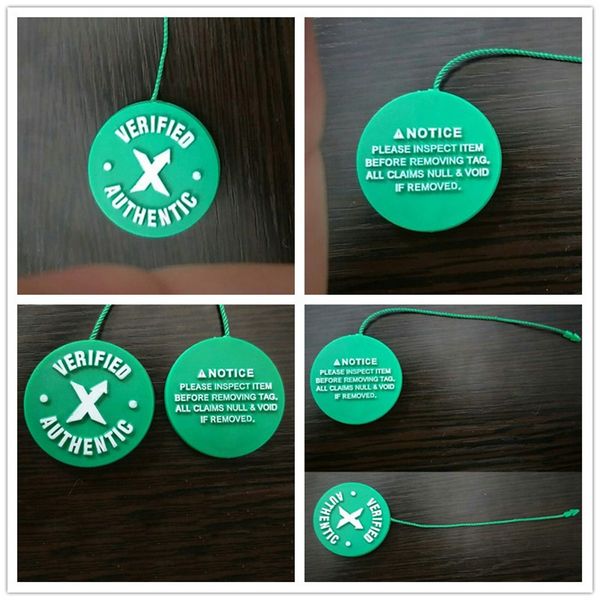 VERIFIED
X
AUTHENTIC
⚠NOTICE
PLEASE INSPECT ITEM
BEFORE REMOVING TAG.
ALL CLAIMS NULL & VOID
IF REMOVED.
VERIFIED
X
AUTHENTIC
⚠NOTICE
PLEASE INSPECT ITEM
BEFORE REMOVING TAG.
ALL CLAIMS NULL & VOID
IF REMOVED.
⚠NOTICE
PLEASE INSPECT ITEM
BEFORE REMOVING TAG.
ALL CLAIMS NULL & VOID
IF REMOVED.
VERIFIED
X
AUTHENTIC